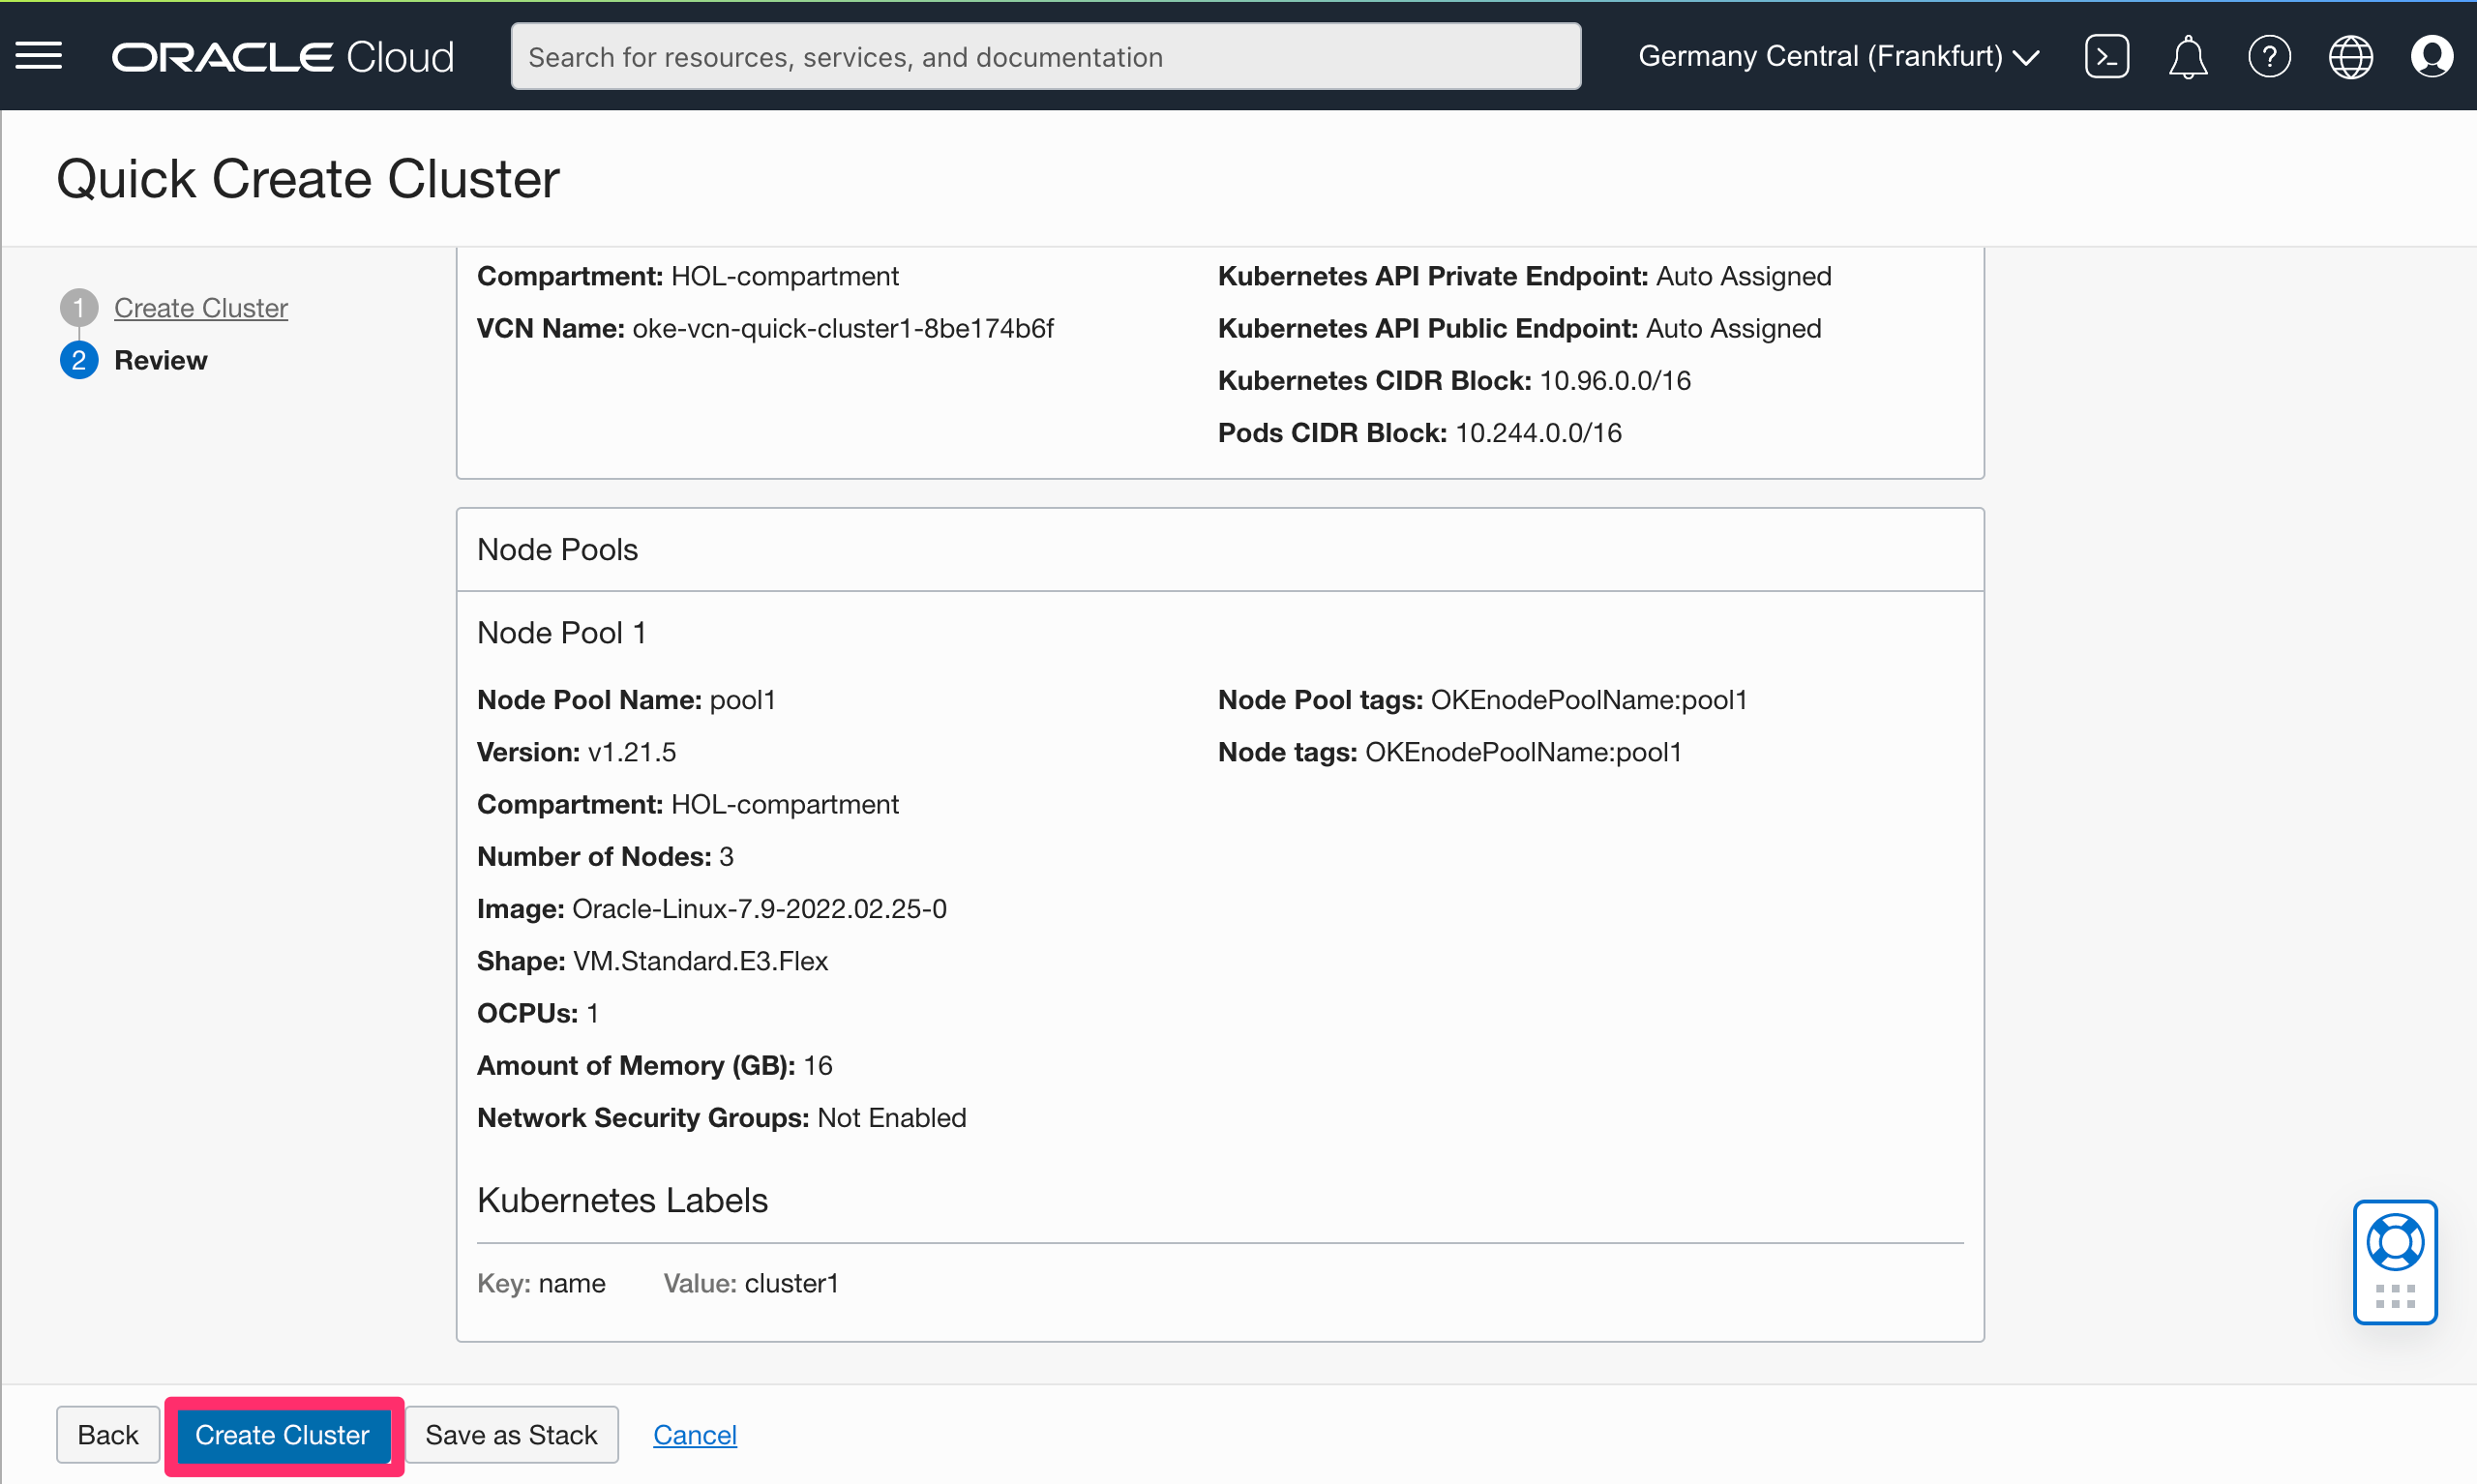 ORACLE Cloud
Search for resources, services, and documentation
Germany Central (Frankfurt)
Quick Create Cluster
1 Create Cluster
2 Review
Compartment: HOL-compartment
VCN Name: oke-vcn-quick-cluster1-8be174b6f
Kubernetes API Private Endpoint: Auto Assigned
Kubernetes API Public Endpoint: Auto Assigned
Kubernetes CIDR Block: 10.96.0.0/16
Pods CIDR Block: 10.244.0.0/16
Node Pools
Node Pool 1
Node Pool Name: pool1
Version: v1.21.5
Compartment: HOL-compartment
Number of Nodes: 3
Image: Oracle-Linux-7.9-2022.02.25-0
Shape: VM.Standard.E3.Flex
OCPUs: 1
Amount of Memory (GB): 16
Network Security Groups: Not Enabled
Node Pool tags: OKEnodePoolName:pool1
Node tags: OKEnodePoolName:pool1
Kubernetes Labels
Key: name Value: cluster1
Back Create Cluster Save as Stack Cancel